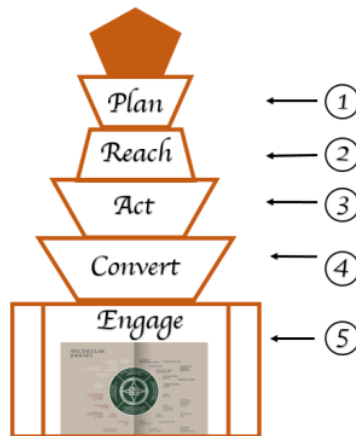 Plan
1
Reach
2
Act
3
Convert
4
Engage
5
SPECTACULAR
JOURNEY